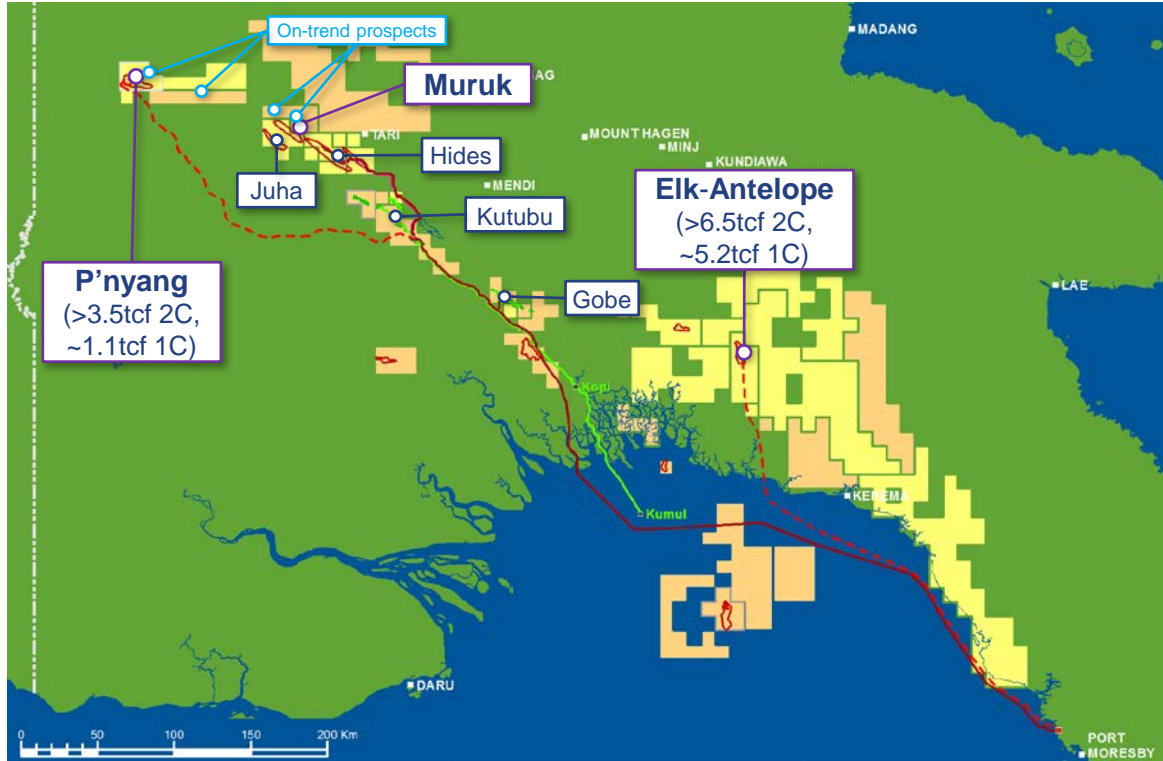 MADANG
On-trend prospects
Muruk
AG
TARI
MOUNT HAGEN
MINJ
KUNDIAWA
Hides
Juha
MENDI
Elk-Antelope
(>6.5tcf 2C,
~5.2tcf 1C)
Kutubu
P'nyang
(>3.5tcf 2C,
~1.1tcf 1C)
Gobe
LAE
Kopi
KEREMA
Kumul
DARU
0 50 100 150 200 Km
PORT
MORESBY